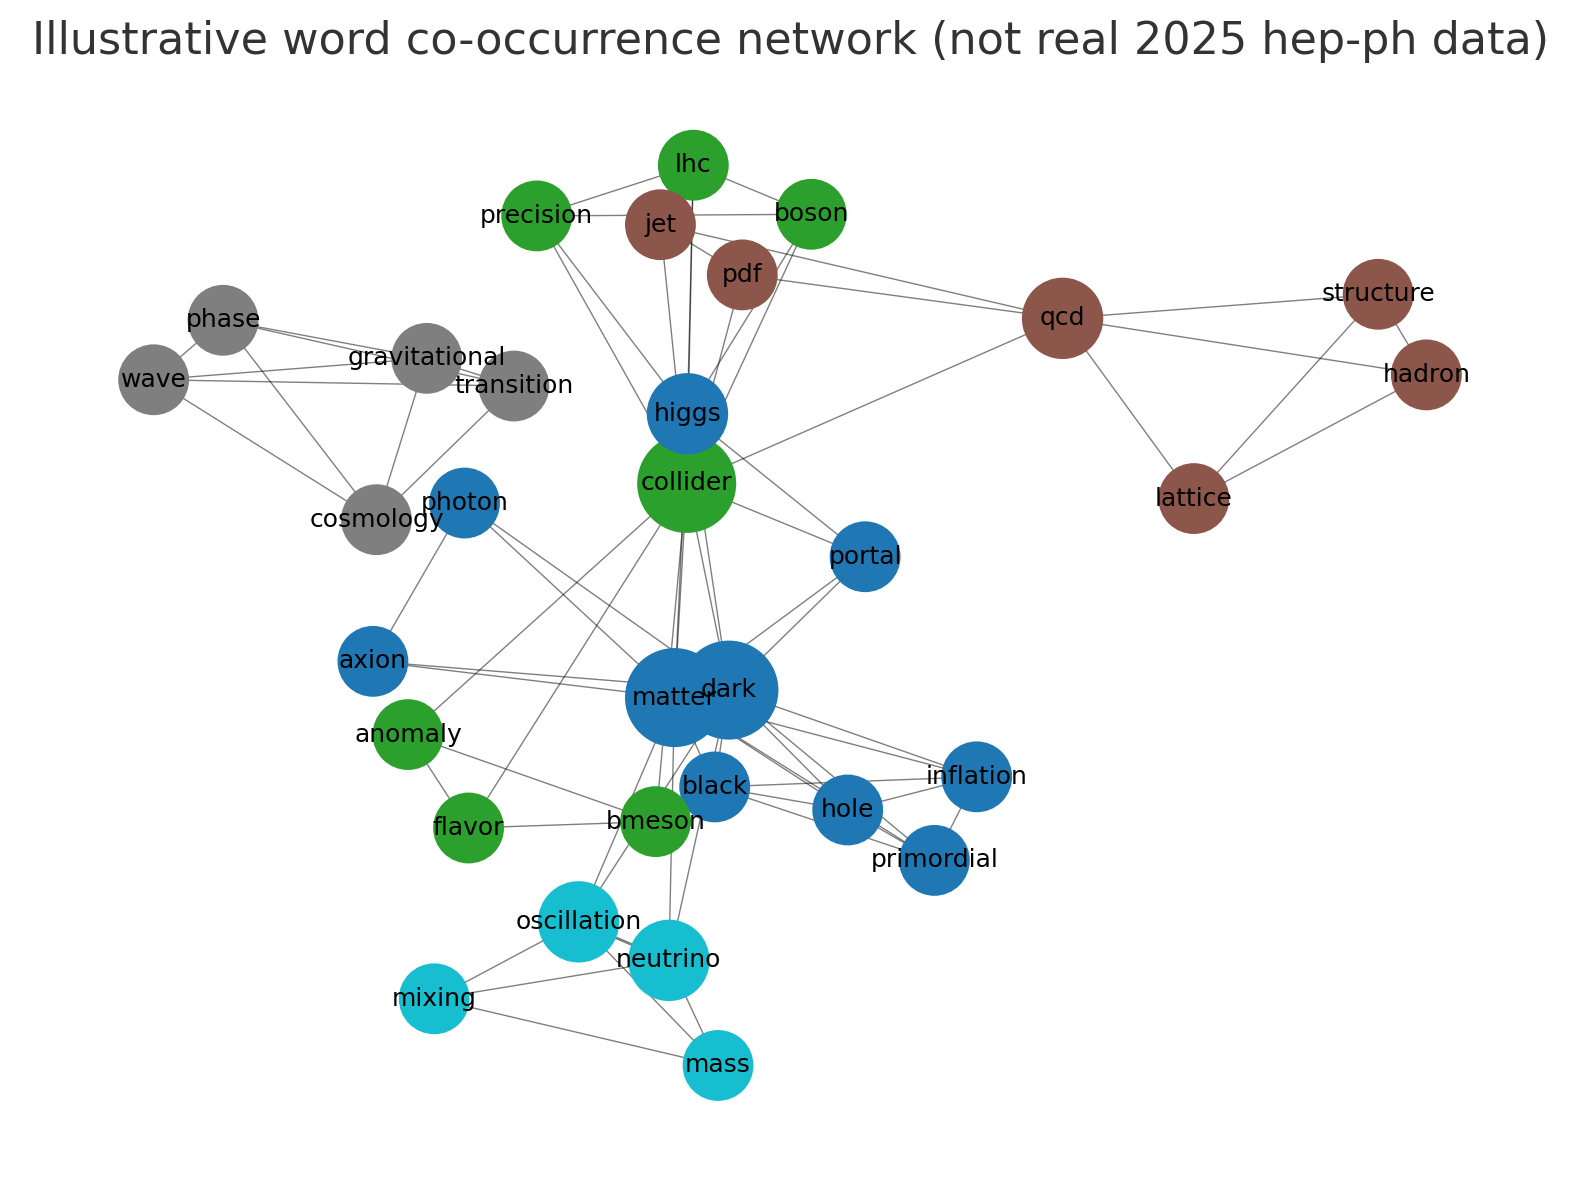 Illustrative word co-occurrence network (not real 2025 hep-ph data)
lhc
precision
boson
jet
pdf
structure
qcd
phase
gravitational
hadron
wave
transition
higgs
collider
lattice
photon
cosmology
portal
axion
dark
matter
anomaly
inflation
black
hole
bmeson
flavor
primordial
oscillation
neutrino
mixing
mass